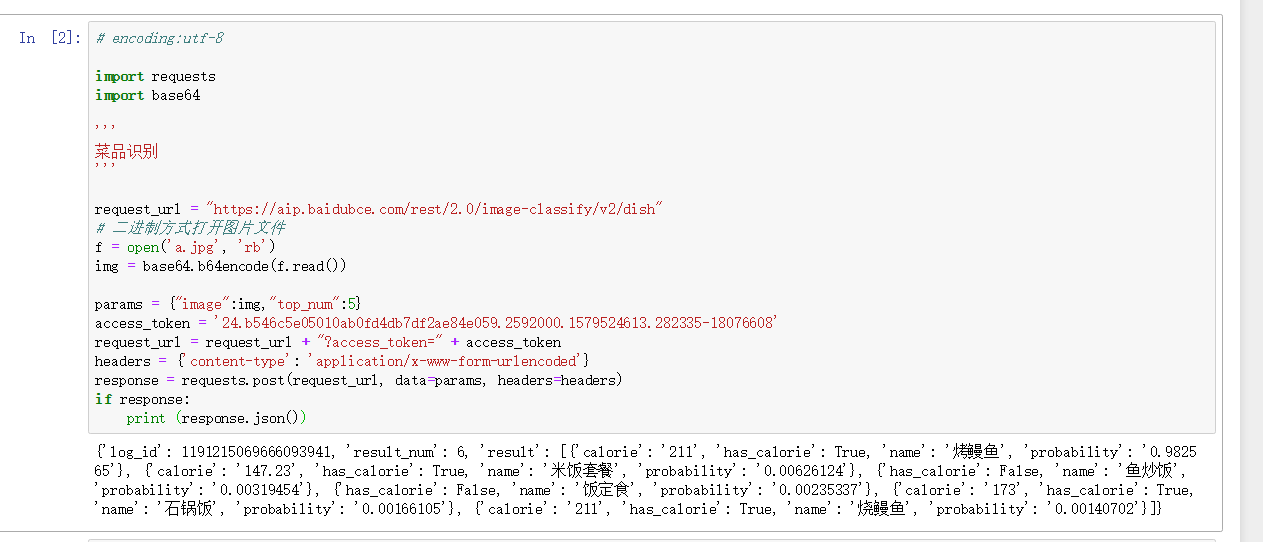 In [2]:
# encoding:utf-8
import requests
import base64
'''
菜品识别
'''
request_url = "https://aip.baidubce.com/rest/2.0/image-classify/v2/dish"
# 二进制方式打开图片文件
f = open('a.jpg', 'rb')
img = base64.b64encode(f.read())
params = {"image":img,"top_num":5}
access_token = '24.b546c5e05010ab0fd4db7df2ae84e059.2592000.1579524613.282335-18076608'
request_url = request_url + "?access_token=" + access_token
headers = {'content-type': 'application/x-www-form-urlencoded'}
response = requests.post(request_url, data=params, headers=headers)
if response:
    print (response.json())
{'log_id': 1191215069666093941, 'result_num': 6, 'result': [{'calorie': '211', 'has_calorie': True, 'name': '烤鳗鱼', 'probability': '0.9825
65'}, {'calorie': '147.23', 'has_calorie': True, 'name': '米饭套餐', 'probability': '0.00626124'}, {'has_calorie': False, 'name': '鱼炒饭',
'probability': '0.00319454'}, {'has_calorie': False, 'name': '饭定食', 'probability': '0.00235337'}, {'calorie': '173', 'has_calorie': True,
'name': '石锅饭', 'probability': '0.00166105'}, {'calorie': '211', 'has_calorie': True, 'name': '烧鳗鱼', 'probability': '0.00140702'}]}